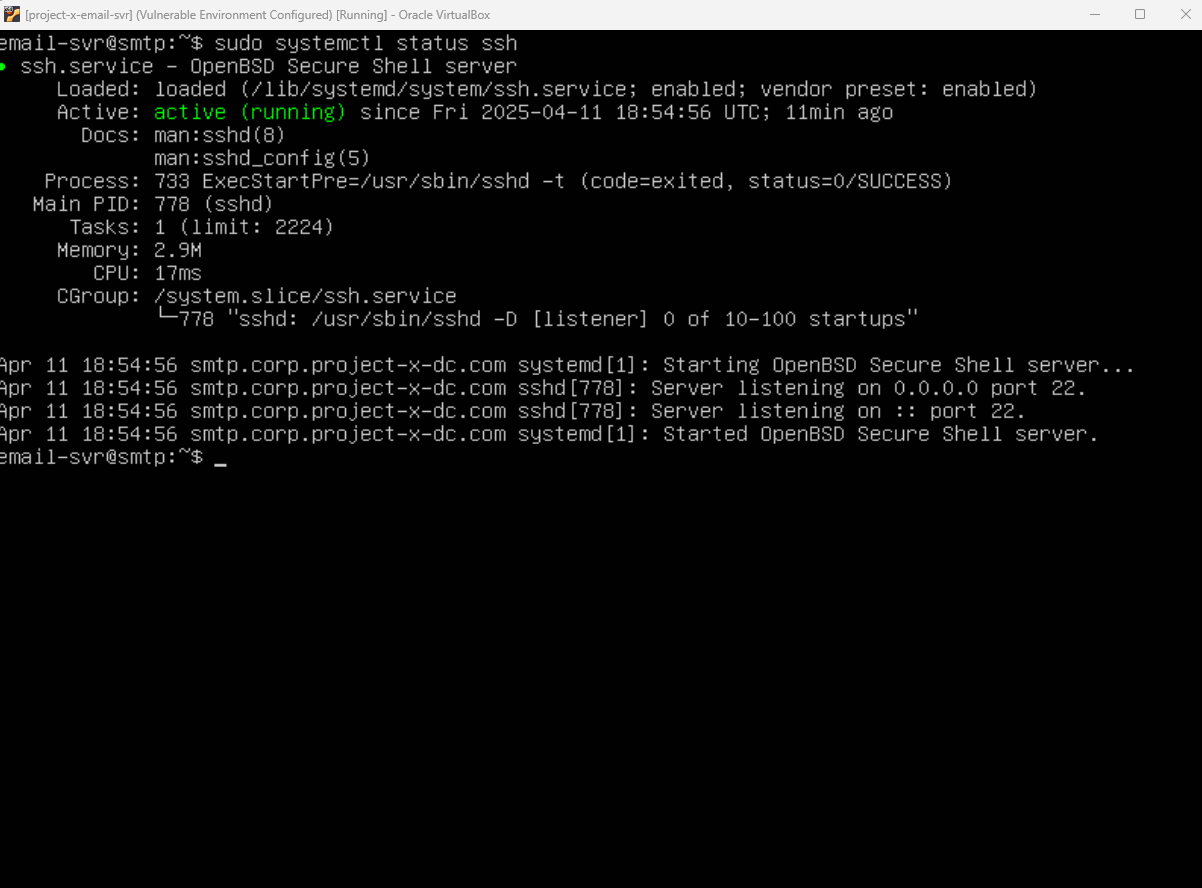 [project-x-email-svr] (Vulnerable Environment Configured) [Running] - Oracle VirtualBox
email-svr@smtp:~$ sudo systemctl status ssh
● ssh.service - OpenBSD Secure Shell server
Loaded: loaded (/lib/systemd/system/ssh.service; enabled; vendor preset: enabled)
Active: active (running) since Fri 2025-04-11 18:54:56 UTC; 11min ago
Docs: man:sshd(8)
man:sshd_config(5)
Process: 733 ExecStartPre=/usr/sbin/sshd -t (code=exited, status=0/SUCCESS)
Main PID: 778 (sshd)
Tasks: 1 (limit: 2224)
Memory: 2.9M
CPU: 17ms
CGroup: /system.slice/ssh.service
└─778 "sshd: /usr/sbin/sshd -D [listener] 0 of 10-100 startups"
Apr 11 18:54:56 smtp.corp.project-x-dc.com systemd[1]: Starting OpenBSD Secure Shell server...
Apr 11 18:54:56 smtp.corp.project-x-dc.com sshd[778]: Server listening on 0.0.0.0 port 22.
Apr 11 18:54:56 smtp.corp.project-x-dc.com sshd[778]: Server listening on :: port 22.
Apr 11 18:54:56 smtp.corp.project-x-dc.com systemd[1]: Started OpenBSD Secure Shell server.
email-svr@smtp:~$ _